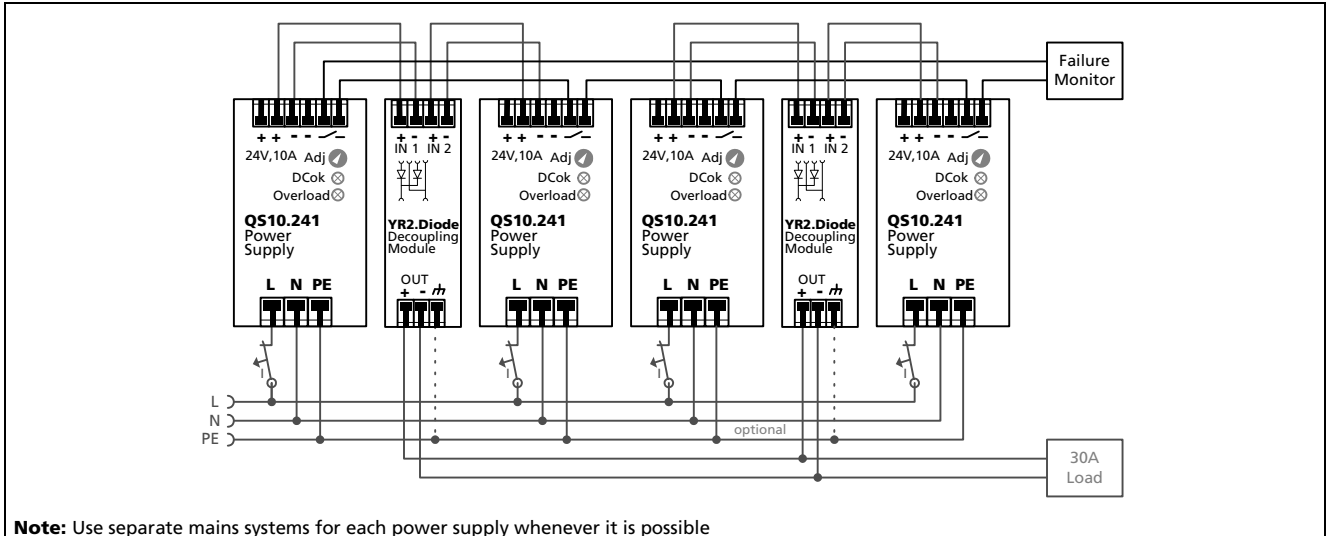 Failure
Monitor
+ + - -
24V,10A Adj
DCok
Overload
QS10.241
Power
Supply
L N PE
+ - + -
IN 1 IN 2
YR2.Diode
Decoupling
Module
OUT
+ -
+ + - -
24V,10A Adj
DCok
Overload
QS10.241
Power
Supply
L N PE
+ + - -
24V,10A Adj
DCok
Overload
QS10.241
Power
Supply
L N PE
+ - + -
IN 1 IN 2
YR2.Diode
Decoupling
Module
OUT
+ -
+ + - -
24V,10A Adj
DCok
Overload
QS10.241
Power
Supply
L N PE
I
I
I
I
L
N
PE
optional
30A
Load
Note: Use separate mains systems for each power supply whenever it is possible